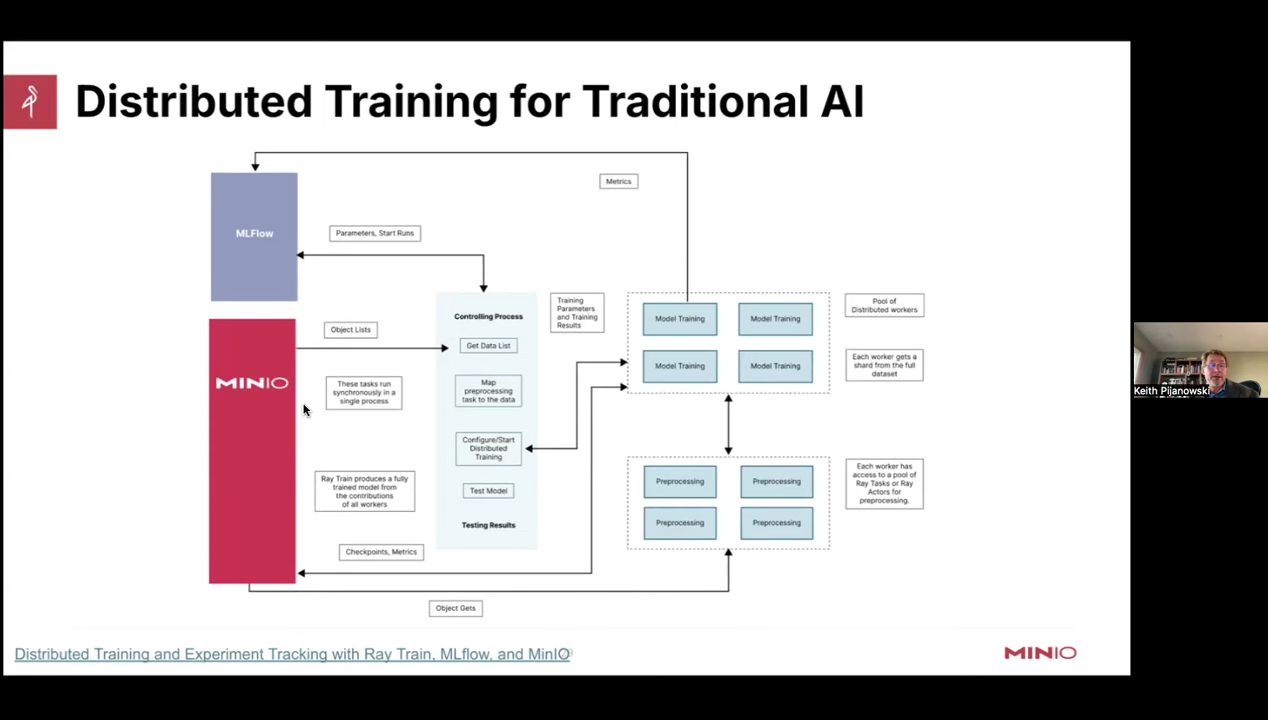 Distributed Training for Traditional AI
Metrics
MLFlow
Parameters, Start Runs
Training
Parameters
and Training
Results
Controlling Process
Get Data List
Map
preprocessing
task to the data
Configure/Start
Distributed
Training
Test Model
Testing Results
Object Lists
MINIO
These tasks run
synchronously in a
single process
Ray Train produces a fully
trained model from
the contributions
of all workers
Checkpoints, Metrics
Object Gets
Model Training
Model Training
Model Training
Model Training
Pool of
Distributed workers
Each worker gets a
shard from the full
dataset
Preprocessing
Preprocessing
Preprocessing
Preprocessing
Each worker has
access to a pool of
Ray Tasks or Ray
Actors for
preprocessing.
Keith Pijanowski
Distributed Training and Experiment Tracking with Ray Train, MLflow, and MinIO
MINIO